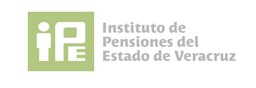 iPE
Instituto de
Pensiones del
Estado de Veracruz